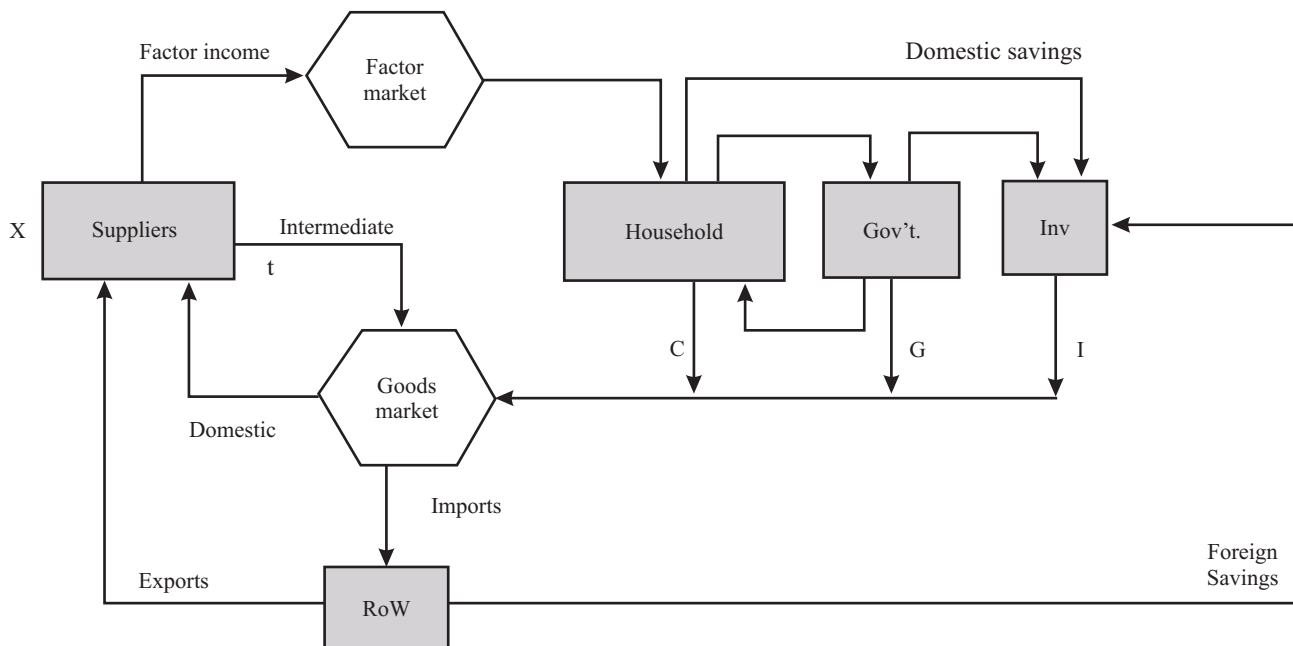 Factor income
Factor
market
Domestic savings
X
Suppliers
Intermediate
t
Household
Gov't.
Inv
C
G
I
Goods
market
Domestic
Imports
Exports
RoW
Foreign
Savings